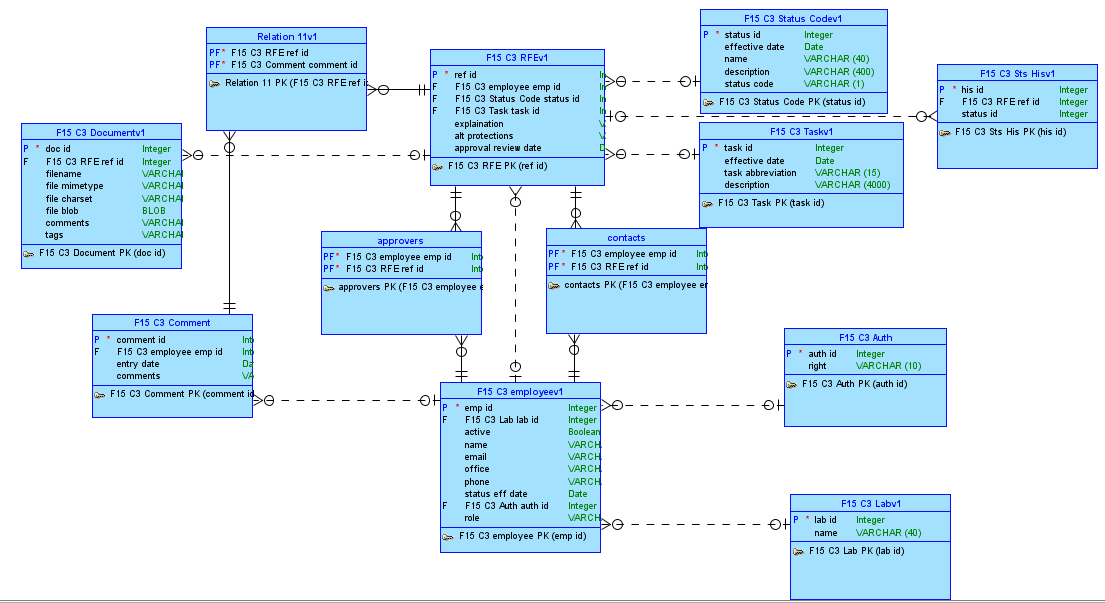 Relation 11v1
PF* F15 C3 RFE ref id
PF* F15 C3 Comment comment id
Relation 11 PK (F15 C3 RFE ref i
F15 C3 RFEv1
P * ref id In
F F15 C3 employee emp id In
F F15 C3 Status Code status id In
F F15 C3 Task task id In
explaination V
alt protections V
approval review date D
F15 C3 RFE PK (ref id)
F15 C3 Status Codev1
P * status id Integer
effective date Date
name VARCHAR (40)
description VARCHAR (400)
status code VARCHAR (1)
F15 C3 Status Code PK (status id)
F15 C3 Sts Hisv1
P * his id Integer
F F15 C3 RFE ref id Integer
status id Integer
F15 C3 Sts His PK (his id)
F15 C3 Documentv1
P * doc id Integer
F F15 C3 RFE ref id Integer
filename VARCHA
file mimetype VARCHA
file charset VARCHA
file blob BLOB
comments VARCHA
tags VARCHA
F15 C3 Document PK (doc id)
F15 C3 Taskv1
P * task id Integer
effective date Date
task abbreviation VARCHAR (15)
description VARCHAR (4000)
F15 C3 Task PK (task id)
approvers
PF* F15 C3 employee emp id Int
PF* F15 C3 RFE ref id Int
approvers PK (F15 C3 employee e
contacts
PF* F15 C3 employee emp id Int
PF* F15 C3 RFE ref id Int
contacts PK (F15 C3 employee er
F15 C3 Comment
P * comment id Int
F F15 C3 employee emp id Int
entry date Da
comments VA
F15 C3 Comment PK (comment id
F15 C3 employeev1
P * emp id Integer
F F15 C3 Lab lab id Integer
active Boolean
name VARCH
email VARCH
office VARCH
phone VARCH
status eff date Date
F F15 C3 Auth auth id Integer
role VARCH
F15 C3 employee PK (emp id)
F15 C3 Auth
P * auth id Integer
right VARCHAR (10)
F15 C3 Auth PK (auth id)
F15 C3 Labv1
P * lab id Integer
name VARCHAR (40)
F15 C3 Lab PK (lab id)